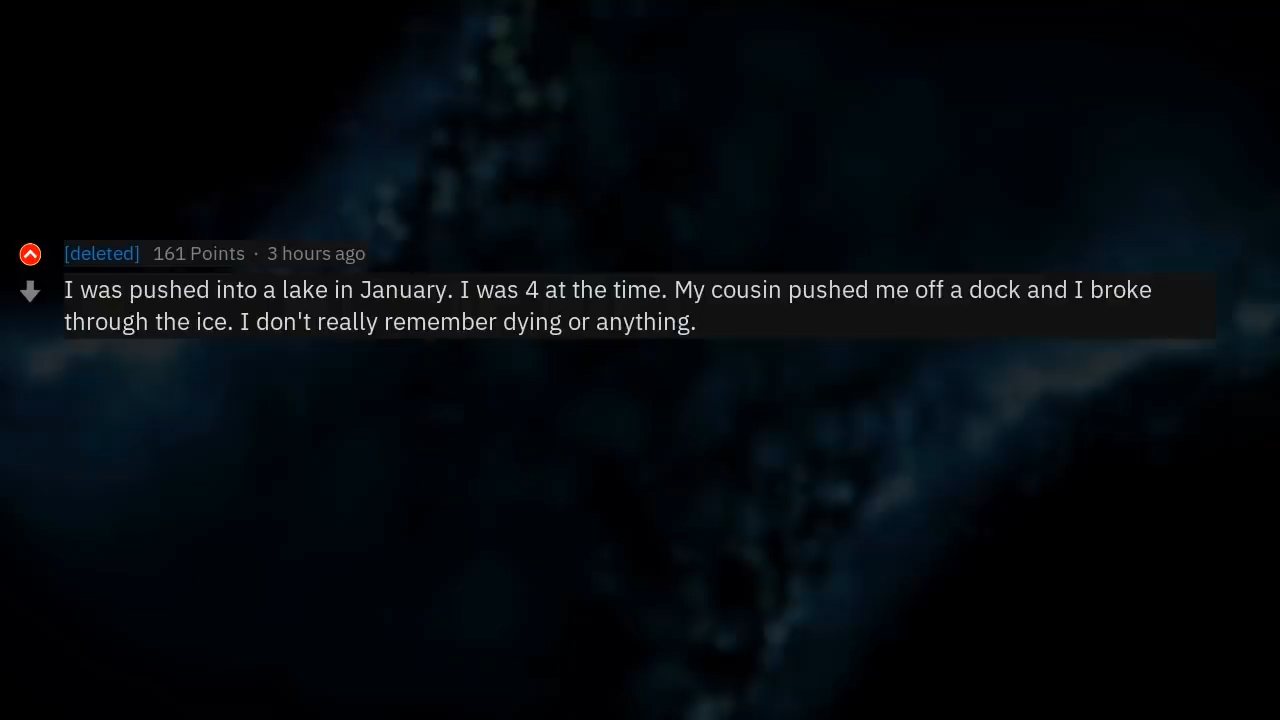 [deleted] 161 Points · 3 hours ago
I was pushed into a lake in January. I was 4 at the time. My cousin pushed me off a dock and I broke
through the ice. I don't really remember dying or anything.